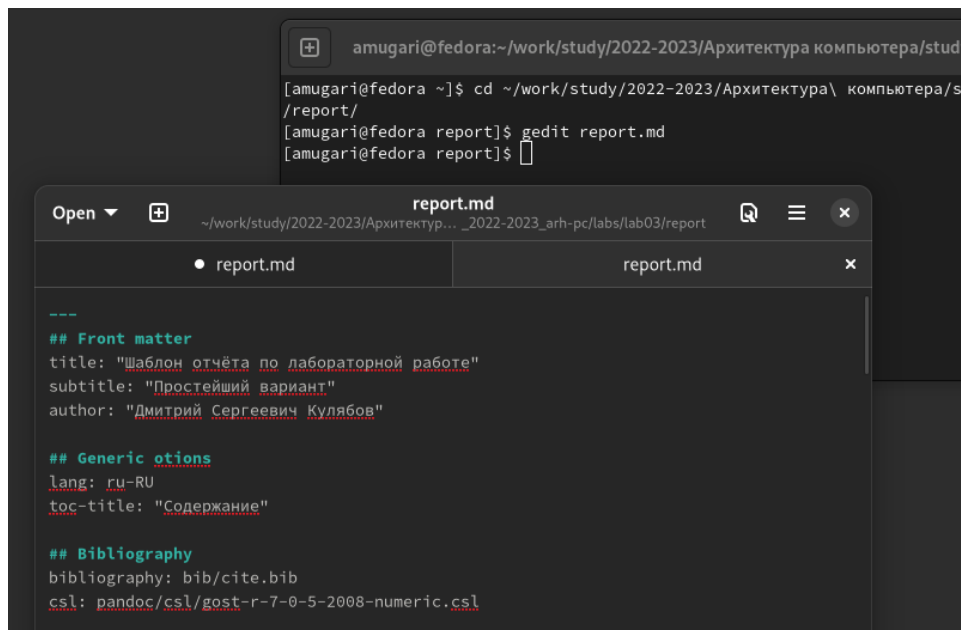 amugari@fedora:~/work/study/2022-2023/Архитектура компьютера/stud
[amugari@fedora ~]$ cd ~/work/study/2022-2023/Архитектура\ компьютера/s
/report/
[amugari@fedora report]$ gedit report.md
[amugari@fedora report]$
Open
report.md
~/work/study/2022-2023/Архитектур... _2022-2023_arh-pc/labs/lab03/report
report.md
report.md
---
## Front matter
title: "Шаблон отчёта по лабораторной работе"
subtitle: "Простейший вариант"
author: "Дмитрий Сергеевич Кулябов"
## Generic otions
lang: ru-RU
toc-title: "Содержание"
## Bibliography
bibliography: bib/cite.bib
csl: pandoc/csl/gost-r-7-0-5-2008-numeric.csl